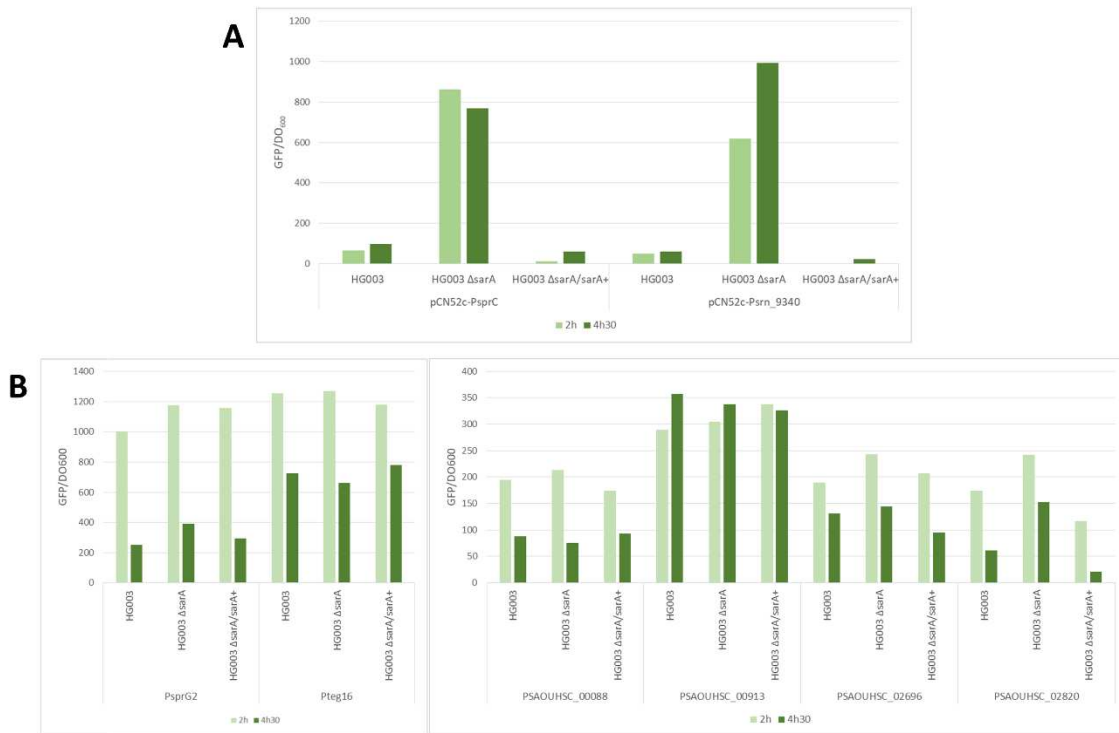 A
1200
1000
800
600
400
200
0
GFP/DO₆₀₀
HG003 HG003 ΔsarA HG003 ΔsarA/sarA+ HG003 HG003 ΔsarA HG003 ΔsarA/sarA+
pCN52c-PsprC pCN52c-Psrn_9340
2h 4h30
B
1400
1200
1000
800
600
400
200
0
GFP/DO600
HG003
HG003 ΔsarA
HG003 ΔsarA/sarA+
HG003
HG003 ΔsarA
HG003 ΔsarA/sarA+
PsprG2 Pteg16
2h 4h30
400
350
300
250
200
150
100
50
0
GFP/DO600
HG003
HG003 ΔsarA
HG003 ΔsarA/sarA+
HG003
HG003 ΔsarA
HG003 ΔsarA/sarA+
HG003
HG003 ΔsarA
HG003 ΔsarA/sarA+
HG003
HG003 ΔsarA
HG003 ΔsarA/sarA+
PSAOUHSC_00088 PSAOUHSC_00913 PSAOUHSC_02696 PSAOUHSC_02820
2h 4h30